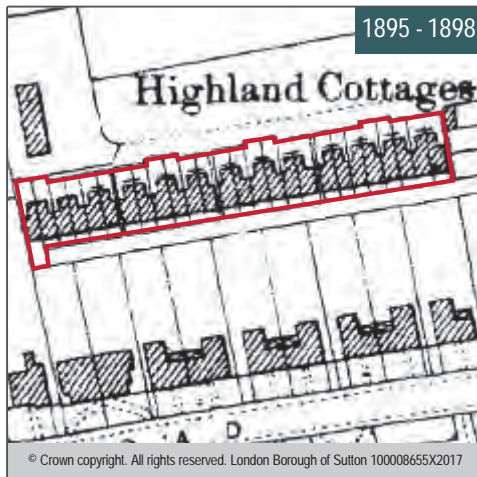 1895 - 1898
Highland Cottages
A D
© Crown copyright. All rights reserved. London Borough of Sutton 100008655X2017